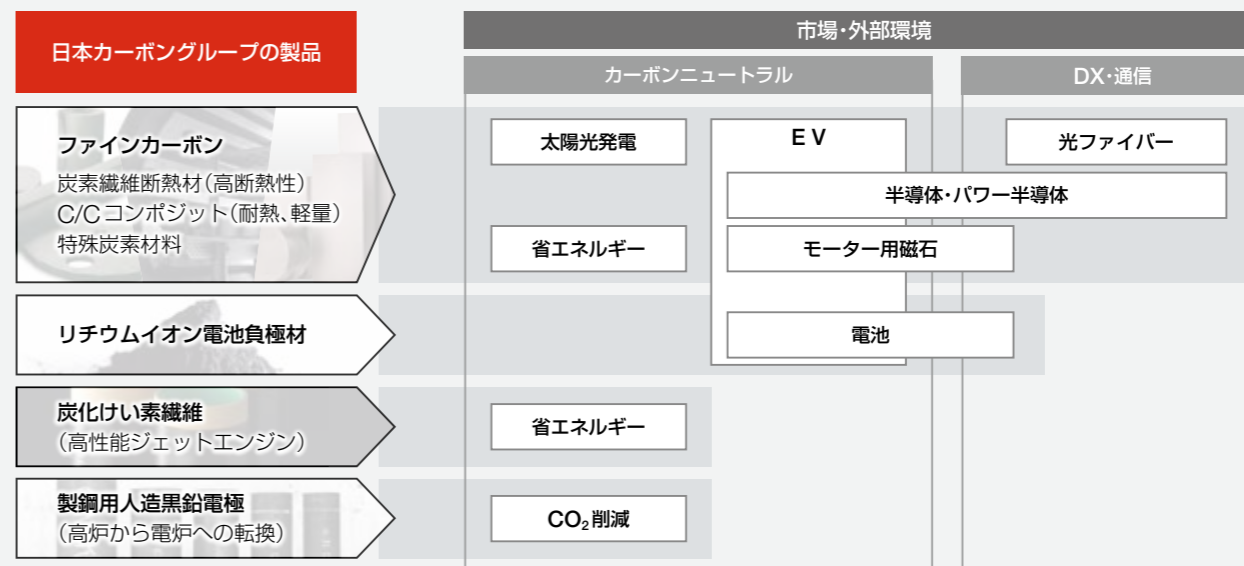 日本カーボングループの製品
市場・外部環境
カーボンニュートラル
DX・通信
ファインカーボン
炭素繊維断熱材(高断熱性)
C/Cコンポジット(耐熱、軽量)
特殊炭素材料
太陽光発電
EV
光ファイバー
半導体・パワー半導体
省エネルギー
モーター用磁石
リチウムイオン電池負極材
電池
炭化けい素繊維
(高性能ジェットエンジン)
省エネルギー
製鋼用人造黒鉛電極
(高炉から電炉への転換)
CO₂削減